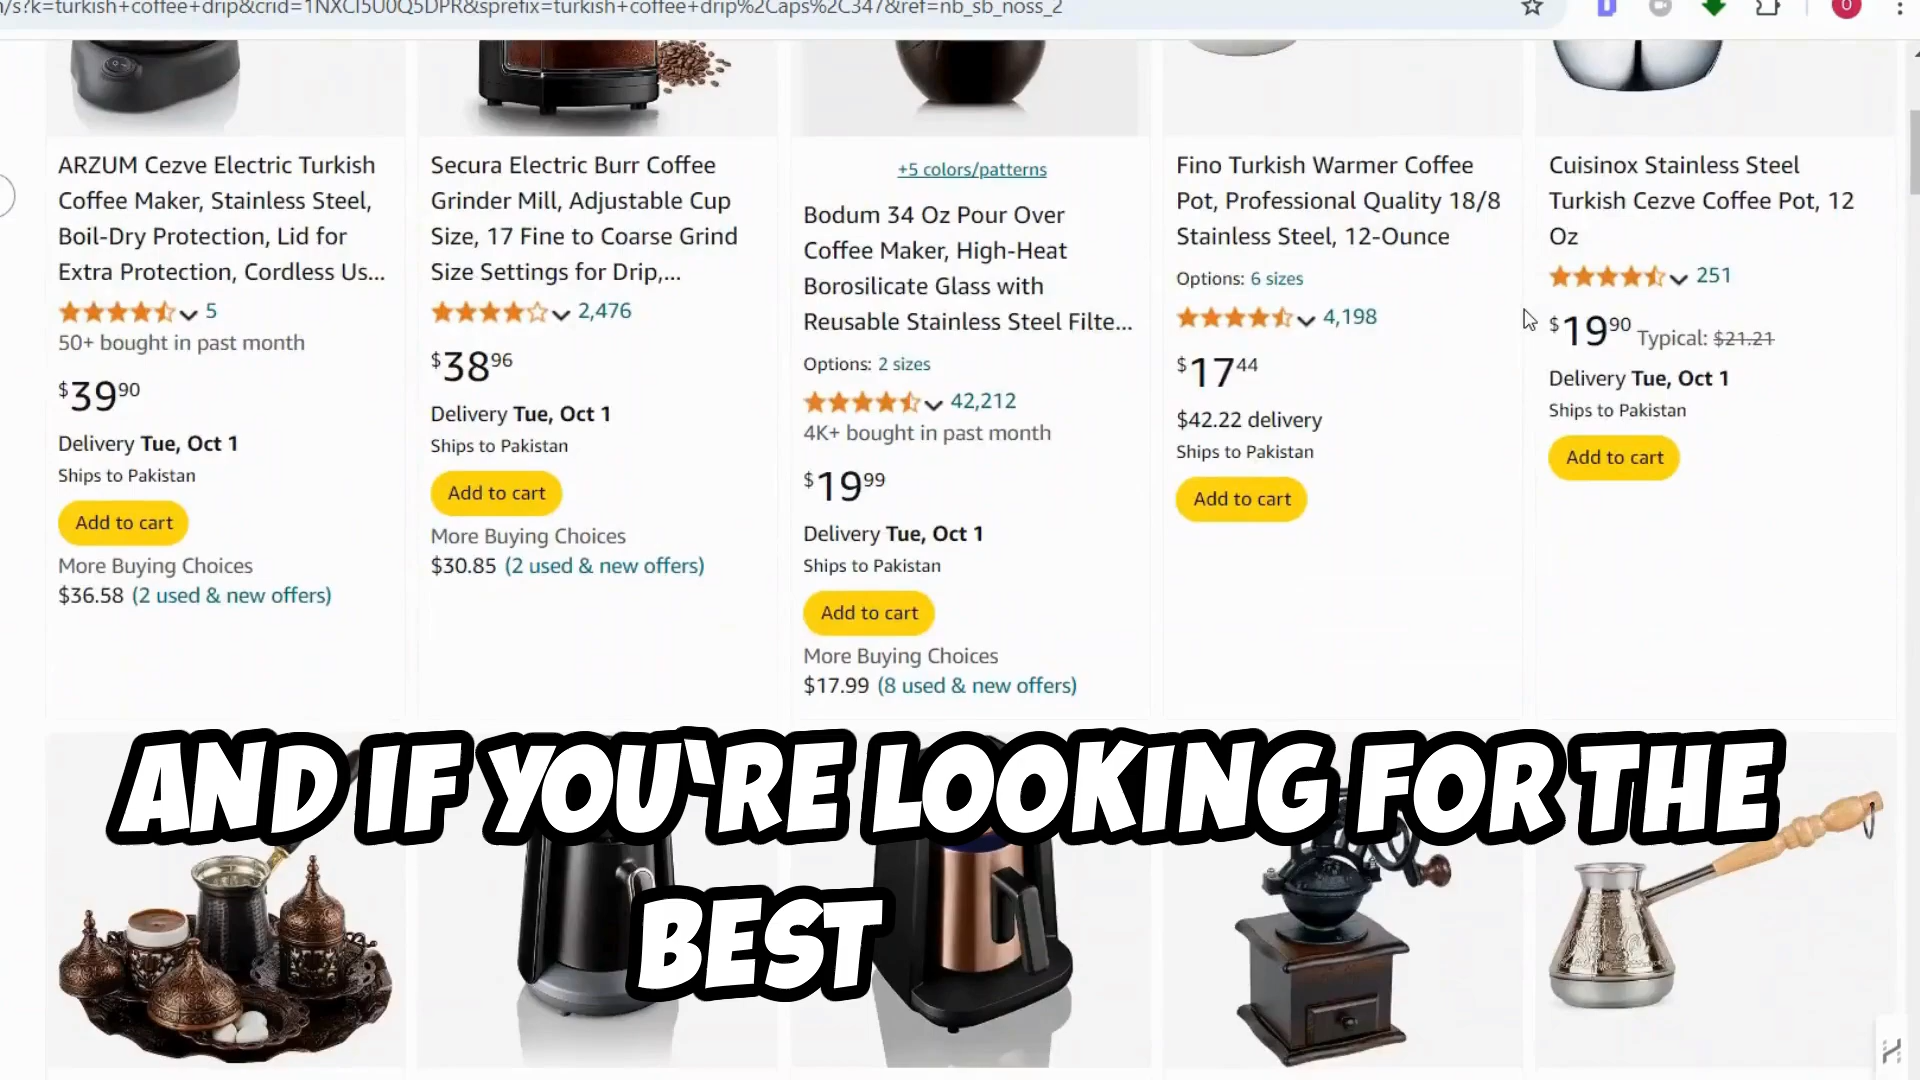 /s?k=turkish+coffee+drip&crid=1NXCI5U0Q5DPR&sprefix=turkish+coffee+drip%2Caps%2C347&ref=nb_sb_noss_2
ARZUM Cezve Electric Turkish
Coffee Maker, Stainless Steel,
Boil-Dry Protection, Lid for
Extra Protection, Cordless Us...
5
50+ bought in past month
$39 90
Delivery Tue, Oct 1
Ships to Pakistan
Add to cart
More Buying Choices
$36.58 (2 used & new offers)
Secura Electric Burr Coffee
Grinder Mill, Adjustable Cup
Size, 17 Fine to Coarse Grind
Size Settings for Drip,...
2,476
$38 96
Delivery Tue, Oct 1
Ships to Pakistan
Add to cart
More Buying Choices
$30.85 (2 used & new offers)
+5 colors/patterns
Bodum 34 Oz Pour Over
Coffee Maker, High-Heat
Borosilicate Glass with
Reusable Stainless Steel Filte...
Options: 2 sizes
42,212
4K+ bought in past month
$19 99
Delivery Tue, Oct 1
Ships to Pakistan
Add to cart
More Buying Choices
$17.99 (8 used & new offers)
Fino Turkish Warmer Coffee
Pot, Professional Quality 18/8
Stainless Steel, 12-Ounce
Options: 6 sizes
4,198
$17 44
$42.22 delivery
Ships to Pakistan
Add to cart
Cuisinox Stainless Steel
Turkish Cezve Coffee Pot, 12
Oz
251
$19 90 Typical: $21.21
Delivery Tue, Oct 1
Ships to Pakistan
Add to cart
AND IF YOU`RE LOOKING FOR THE
BEST